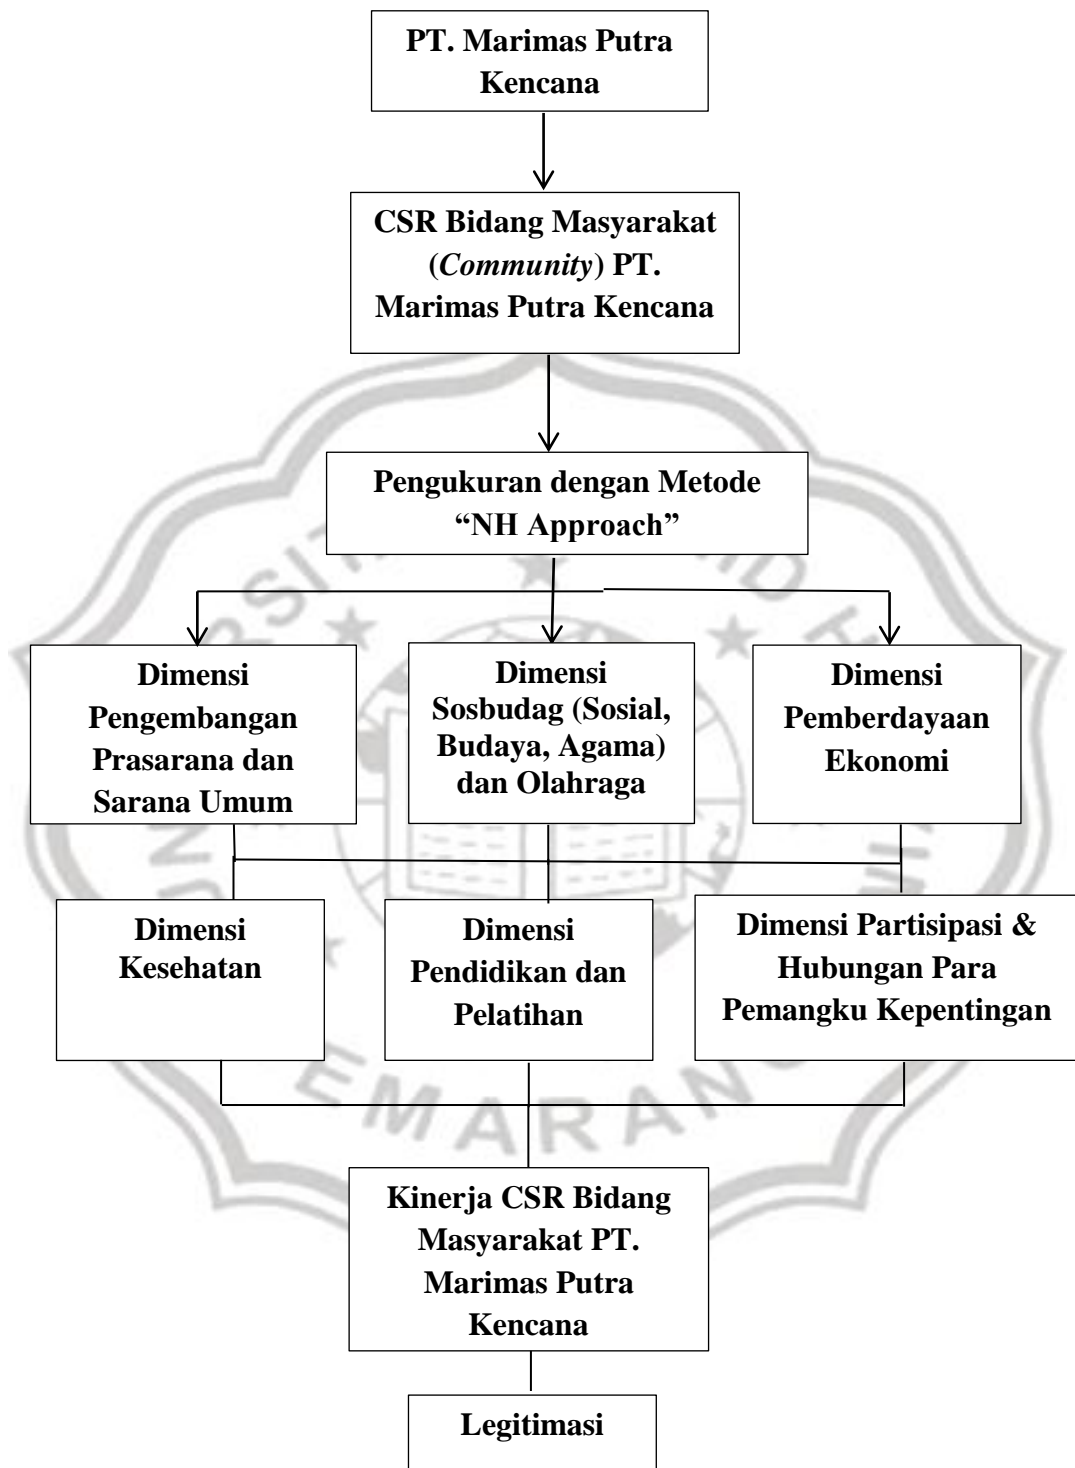 PT. Marimas Putra
Kencana
CSR Bidang Masyarakat
(Community) PT.
Marimas Putra Kencana
Pengukuran dengan Metode
“NH Approach”
Dimensi
Pengembangan
Prasarana dan
Sarana Umum
Dimensi
Sosbudag (Sosial,
Budaya, Agama)
dan Olahraga
Dimensi
Pemberdayaan
Ekonomi
Dimensi
Kesehatan
Dimensi
Pendidikan dan
Pelatihan
Dimensi Partisipasi &
Hubungan Para
Pemangku Kepentingan
Kinerja CSR Bidang
Masyarakat PT.
Marimas Putra
Kencana
Legitimasi